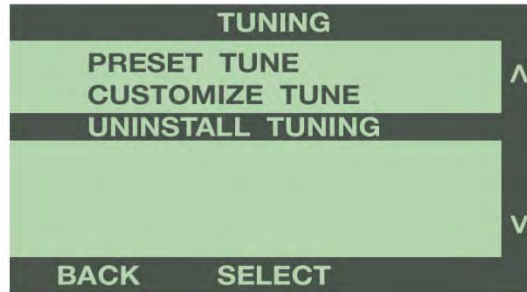 TUNING
PRESET TUNE
CUSTOMIZE TUNE
UNINSTALL TUNING
BACK SELECT